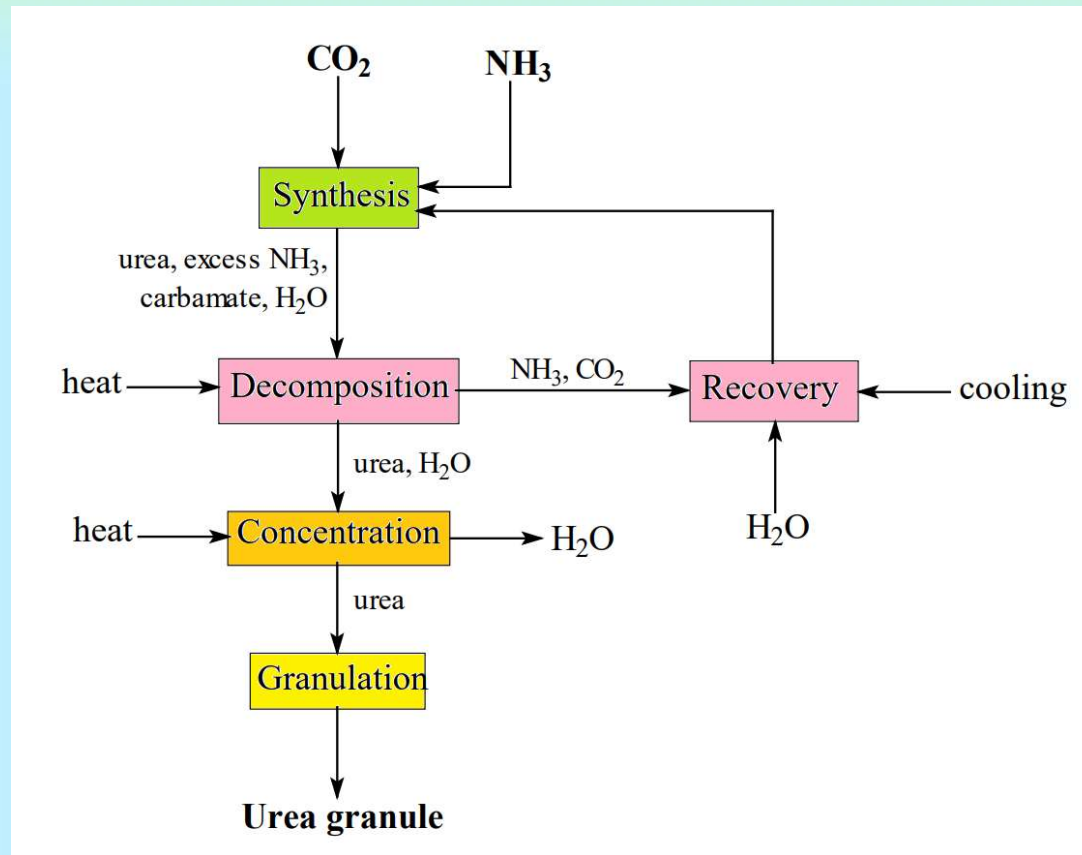 CO₂
NH₃
Synthesis
urea, excess NH₃,
carbamate, H₂O
heat
Decomposition
NH₃, CO₂
Recovery
cooling
urea, H₂O
heat
Concentration
H₂O
H₂O
urea
Granulation
Urea granule